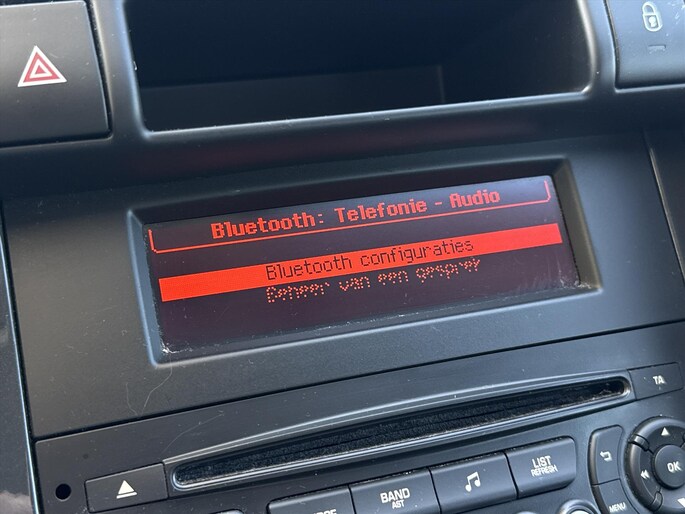 Bluetooth: Telefonie - Audio
Bluetooth configuraties
Beheer van een gesprek
TA
LIST
REFRESH
BAND
AST
OK
MENU